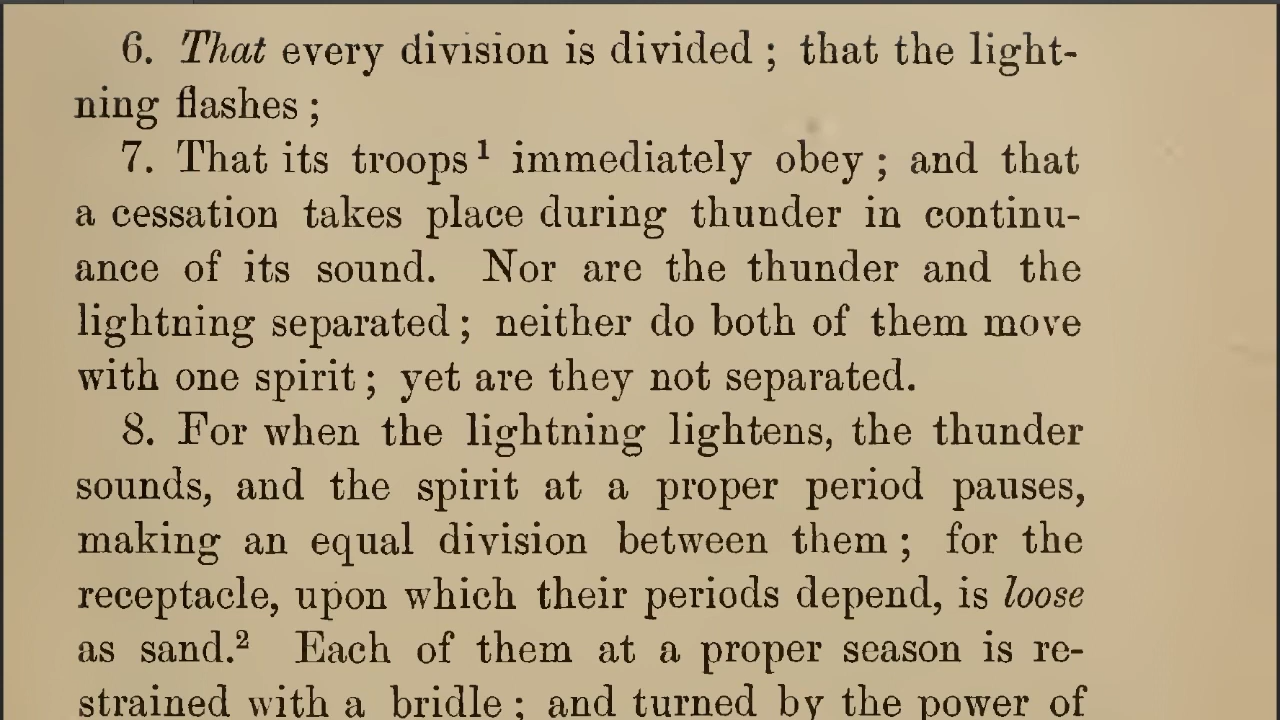 6. That every division is divided ; that the light-
ning flashes ;
7. That its troops¹ immediately obey ; and that
a cessation takes place during thunder in continu-
ance of its sound. Nor are the thunder and the
lightning separated ; neither do both of them move
with one spirit ; yet are they not separated.
8. For when the lightning lightens, the thunder
sounds, and the spirit at a proper period pauses,
making an equal division between them ; for the
receptacle, upon which their periods depend, is loose
as sand.² Each of them at a proper season is re-
strained with a bridle ; and turned by the power of